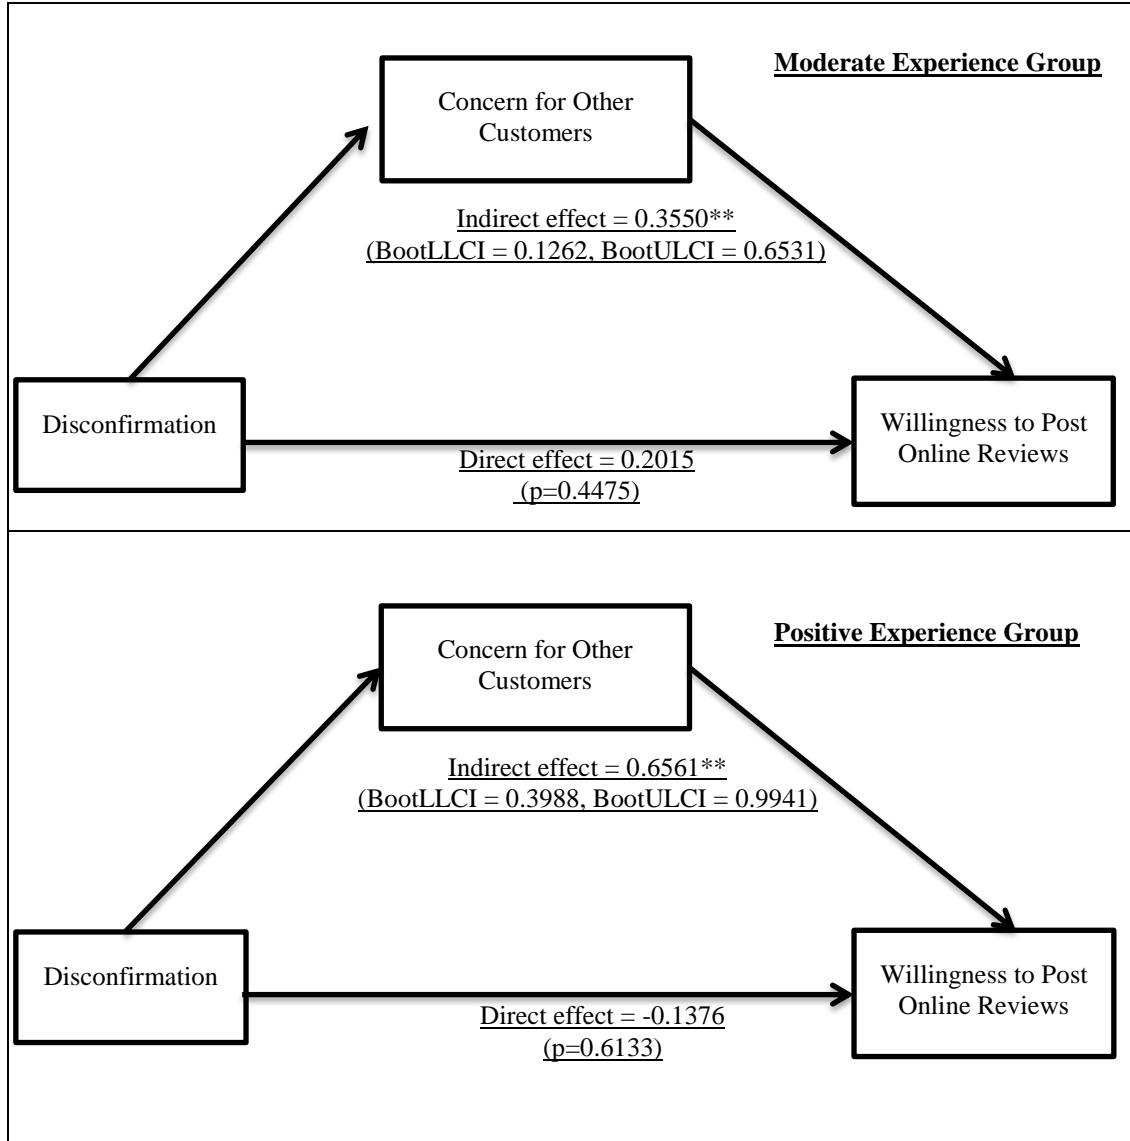 Moderate Experience Group
Concern for Other
Customers
Indirect effect = 0.3550**
(BootLLCI = 0.1262, BootULCI = 0.6531)
Disconfirmation
Willingness to Post
Online Reviews
Direct effect = 0.2015
(p=0.4475)
Positive Experience Group
Concern for Other
Customers
Indirect effect = 0.6561**
(BootLLCI = 0.3988, BootULCI = 0.9941)
Disconfirmation
Willingness to Post
Online Reviews
Direct effect = -0.1376
(p=0.6133)